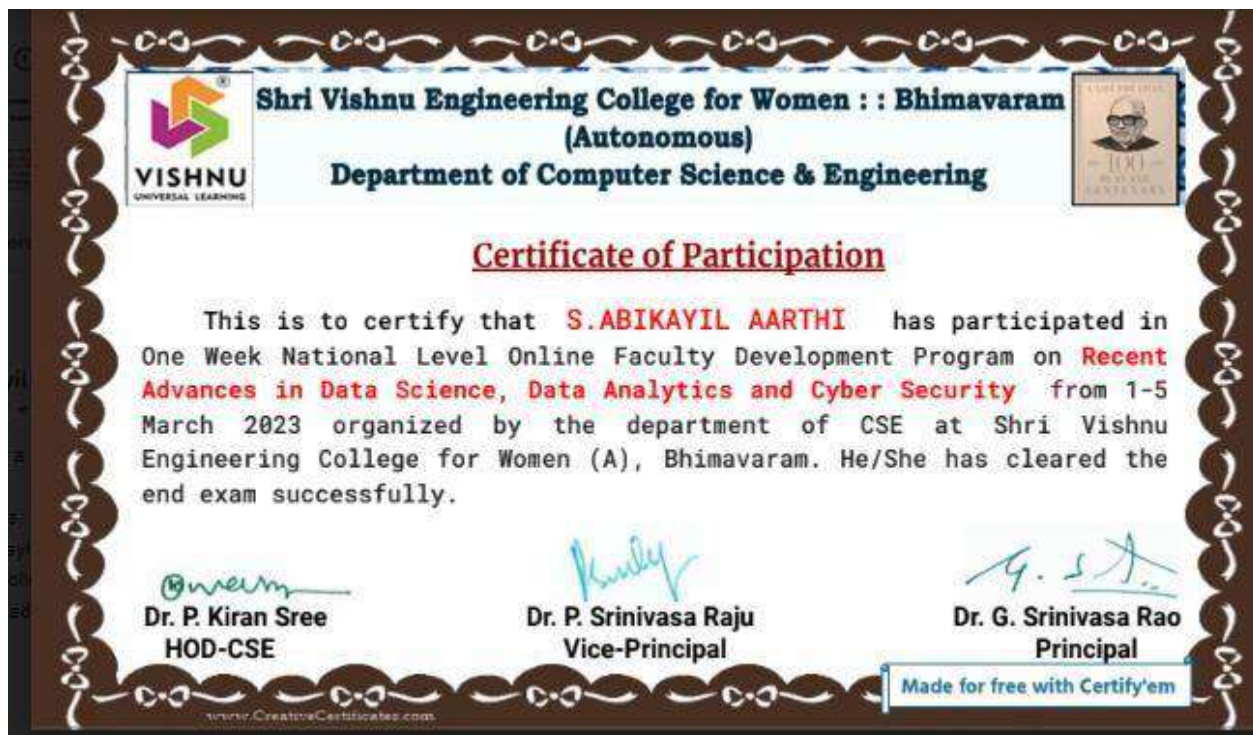 Shri Vishnu Engineering College for Women : : Bhimavaram
(Autonomous)
Department of Computer Science & Engineering
VISHNU
UNIVERSAL LEARNING
100
Certificate of Participation
This is to certify that S.ABIKAYIL AARTHI has participated in
One Week National Level Online Faculty Development Program on Recent
Advances in Data Science, Data Analytics and Cyber Security from 1-5
March 2023 organized by the department of CSE at Shri Vishnu
Engineering College for Women (A), Bhimavaram. He/She has cleared the
end exam successfully.
Dr. P. Kiran Sree
HOD-CSE
Dr. P. Srinivasa Raju
Vice-Principal
Dr. G. Srinivasa Rao
Principal
Made for free with Certify'em
www.CreativeCertificates.com